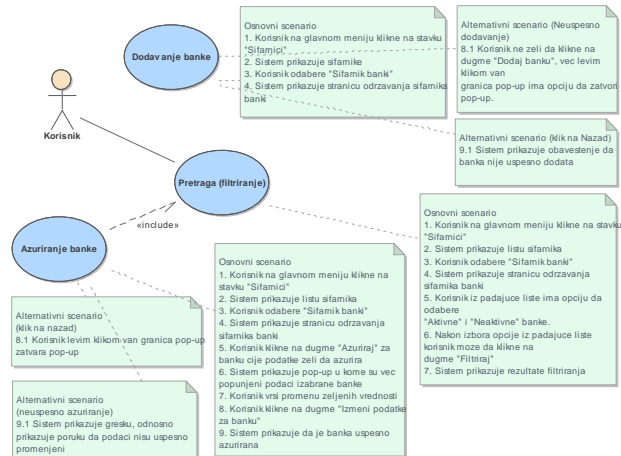 Dodavanje banke
Osnovni scenario
1. Korisnik na glavnom meniju klikne na stavku
"Sifarnici"
2. Sistem prikazuje sifarnike
3. Korisnik odabere "Sifarnik banki"
4. Sistem prikazuje stranicu odrzavanja sifarnika
banki
Alternativni scenario (Neuspesno
dodavanje)
8.1 Korisnik ne zeli da klikne na
dugme "Dodaj banku", vec levim
klikom van
granica pop-up ima opciju da zatvori
pop-up.
Korisnik
Alternativni scenario (klik na Nazad)
9.1 Sistem prikazuje obavestenje da
banka nije uspesno dodata
Pretraga (filtriranje)
«include»
Azuriranje banke
Osnovni scenario
1. Korisnik na glavnom meniju klikne na stavku
"Sifarnici"
2. Sistem prikazuje listu sifarnika
3. Korisnik odabere "Sifarnik banki"
4. Sistem prikazuje stranicu odrzavanja
sifarnika banki
5. Korisnik iz padajuce liste ima opciju da
odabere
"Aktivne" i "Neaktivne" banke.
6. Nakon izbora opcije iz padajuce liste
korisnik moze da klikne na
dugme "Filtriraj"
7. Sistem prikazuje rezultate filtriranja
Osnovni scenario
1. Korisnik na glavnom meniju klikne na
stavku "Sifarnici"
2. Sistem prikazuje listu sifarnika
3. Korisnik odabere "Sifarnik banki"
4. Sistem prikazuje stranicu odrzavanja
sifarnika banki
5. Korisnik klikne na dugme "Azuriraj" za
banku cije podatke zeli da azurira
6. Sistem prikazuje pop-up u kome su vec
popunjeni podaci izabrane banke
7. Korisnik vrsi promenu zeljenih vrednosti
8. Korisnik klikne na dugme "Izmeni podatke
za banku"
9. Sistem prikazuje da je banka uspesno
azurirana
Alternativni scenario
(klik na nazad)
8.1 Korisnik levim klikom van granica pop-up
zatvara pop-up
Alternativni scenario
(neuspesno azuriranje)
9.1 Sistem prikazuje gresku, odnosno
prikazuje poruku da podaci nisu uspesno
promenjeni